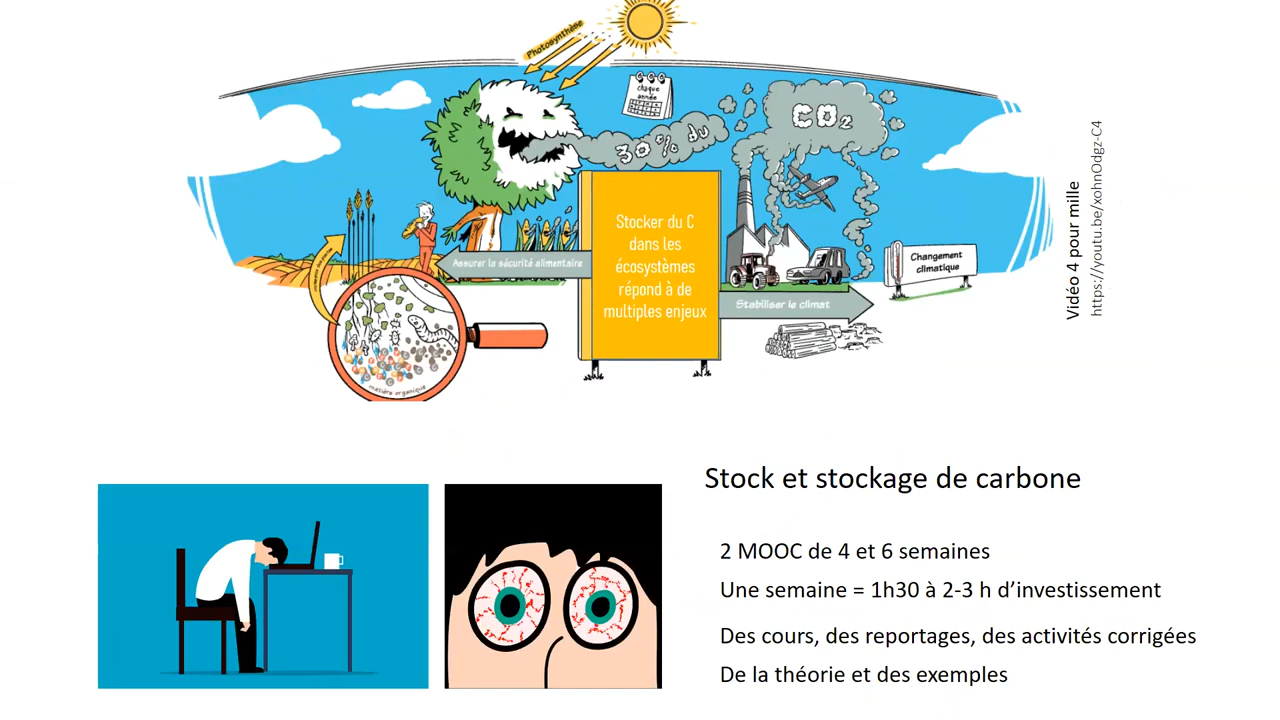 Photosynthèse
chaque
année
30% du
CO2
Stocker du C
dans les
écosystèmes
répond à de
multiples enjeux
Assurer la sécurité alimentaire
Stabiliser le climat
Changement
climatique
matière organique
Vidéo 4 pour mille
https://youtu.be/xohnOdgz-C4
Stock et stockage de carbone
2 MOOC de 4 et 6 semaines
Une semaine = 1h30 à 2-3 h d’investissement
Des cours, des reportages, des activités corrigées
De la théorie et des exemples